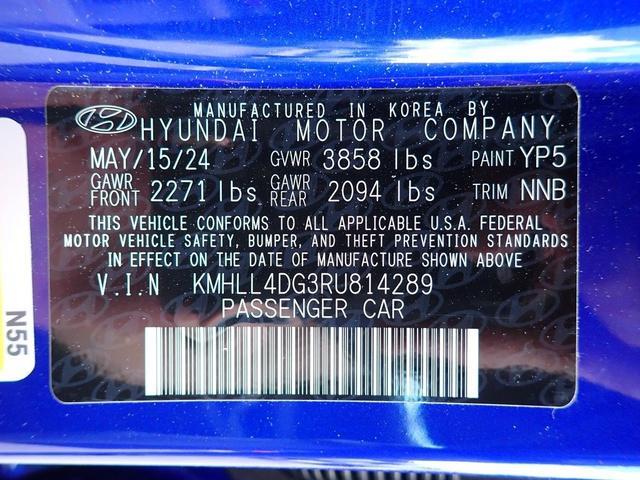 MANUFACTURED IN KOREA BY
HYUNDAI MOTOR COMPANY
MAY/15/24 GVWR 3858 lbs PAINT YP5
GAWR FRONT 2271 lbs GAWR REAR 2094 lbs TRIM NNB
THIS VEHICLE CONFORMS TO ALL APPLICABLE U.S.A. FEDERAL
MOTOR VEHICLE SAFETY, BUMPER, AND THEFT PREVENTION STANDARDS
IN EFFECT ON THE DATE OF MANUFACTURE SHOWN ABOVE
V.I.N KMHLL4DG3RU814289
PASSENGER CAR
N55